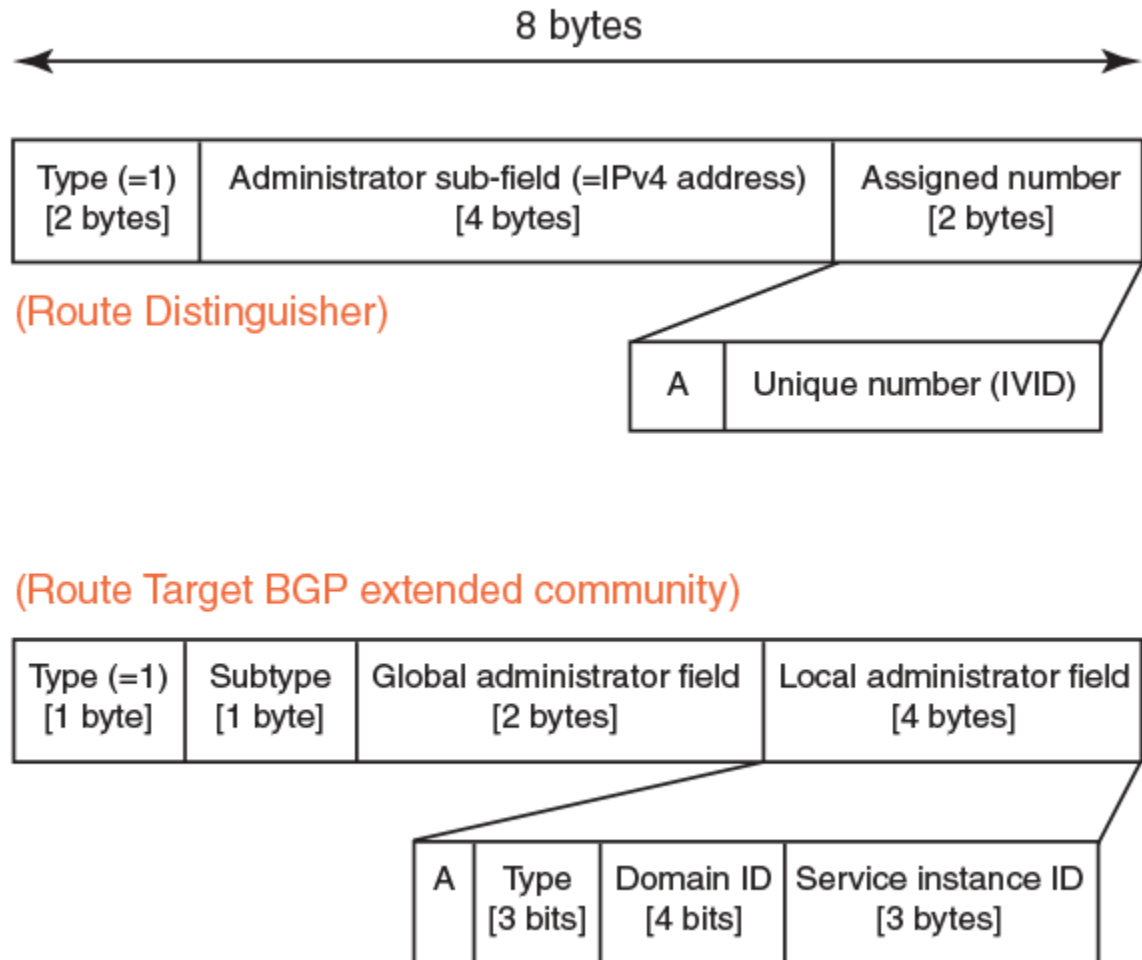 8 bytes
Type (=1)
[2 bytes]
Administrator sub-field (=IPv4 address)
[4 bytes]
Assigned number
[2 bytes]
(Route Distinguisher)
A
Unique number (IVID)
(Route Target BGP extended community)
Type (=1)
[1 byte]
Subtype
[1 byte]
Global administrator field
[2 bytes]
Local administrator field
[4 bytes]
A
Type
[3 bits]
Domain ID
[4 bits]
Service instance ID
[3 bytes]